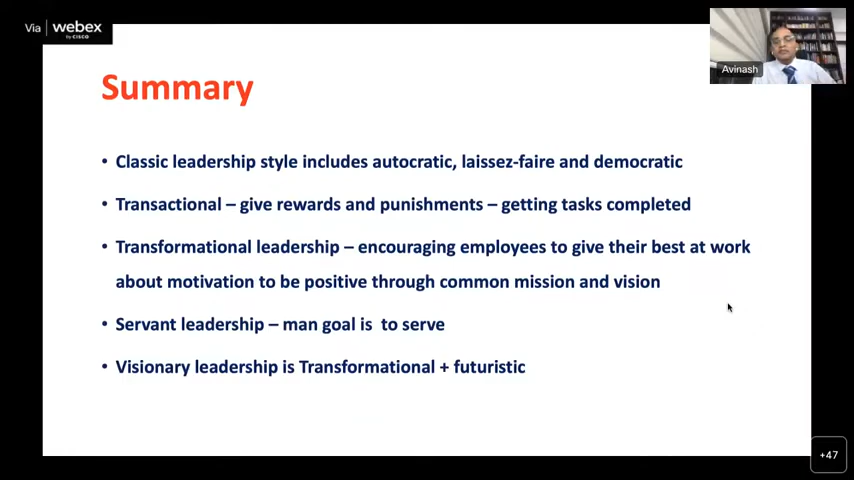 Via webex
by CISCO
Avinash
Summary
• Classic leadership style includes autocratic, laissez-faire and democratic
• Transactional – give rewards and punishments – getting tasks completed
• Transformational leadership – encouraging employees to give their best at work
about motivation to be positive through common mission and vision
• Servant leadership – man goal is to serve
• Visionary leadership is Transformational + futuristic
+47